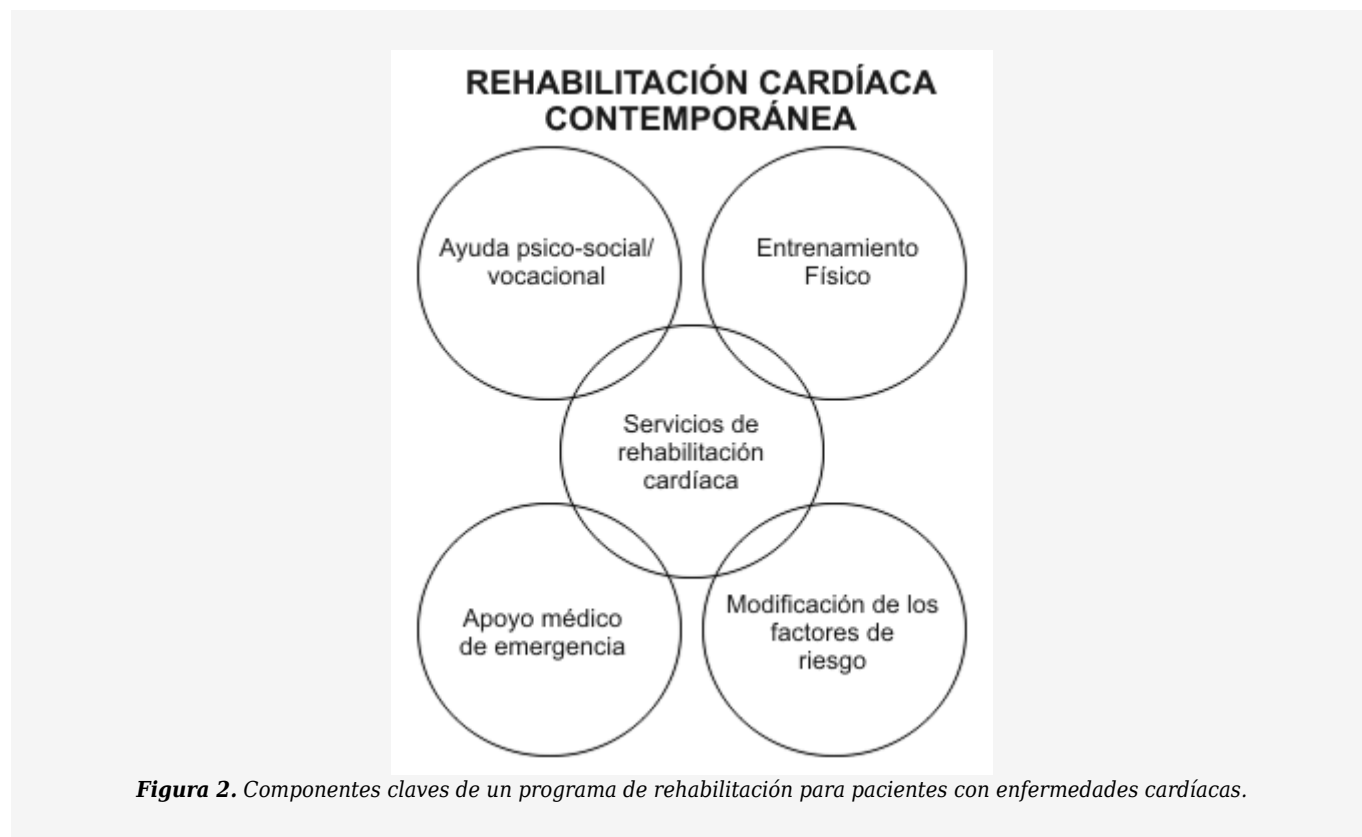 REHABILITACIÓN CARDÍACA
CONTEMPORÁNEA
Ayuda psico-social/
vocacional
Entrenamiento
Físico
Servicios de
rehabilitación
cardíaca
Apoyo médico
de emergencia
Modificación de los
factores de
riesgo
Figura 2. Componentes claves de un programa de rehabilitación para pacientes con enfermedades cardíacas.